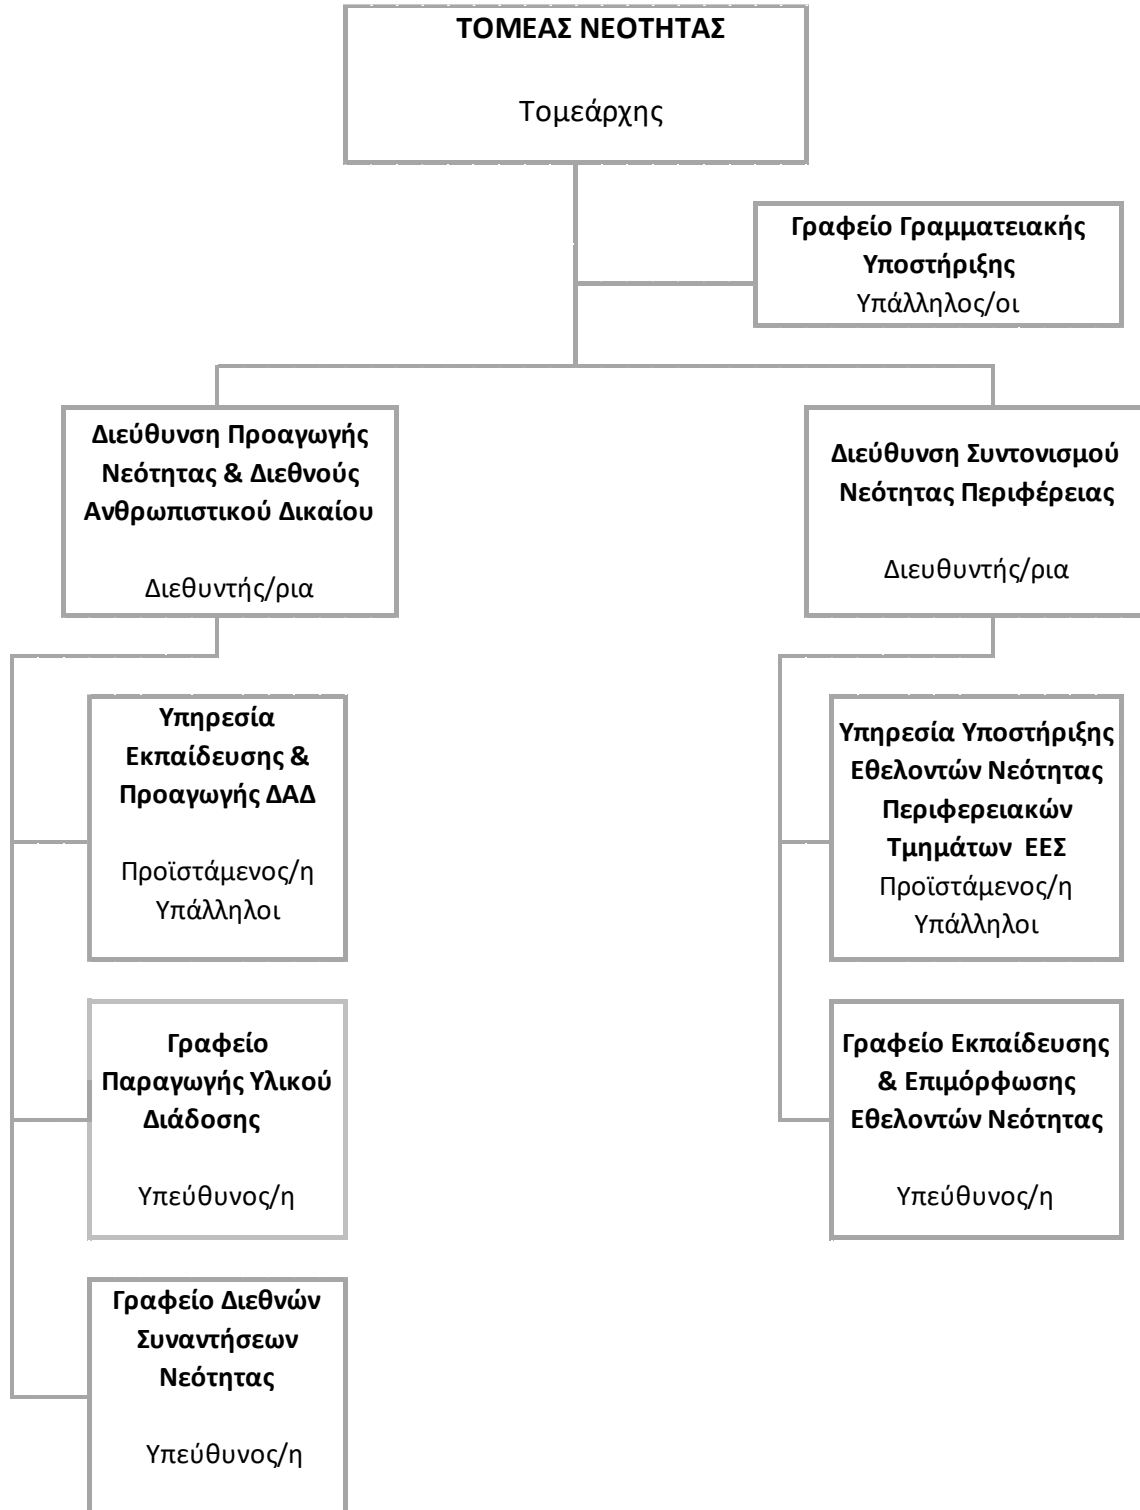 ΤΟΜΕΑΣ ΝΕΟΤΗΤΑΣ
Τομεάρχης
Γραφείο Γραμματειακής
Υποστήριξης
Υπάλληλος/οι
Διεύθυνση Προαγωγής
Νεότητας & Διεθνούς
Ανθρωπιστικού Δικαίου
Διεθυντής/ρια
Διεύθυνση Συντονισμού
Νεότητας Περιφέρειας
Διευθυντής/ρια
Υπηρεσία
Εκπαίδευσης &
Προαγωγής ΔΑΔ
Προϊστάμενος/η
Υπάλληλοι
Υπηρεσία Υποστήριξης
Εθελοντών Νεότητας
Περιφερειακών
Τμημάτων ΕΕΣ
Προϊστάμενος/η
Υπάλληλοι
Γραφείο
Παραγωγής Υλικού
Διάδοσης
Υπεύθυνος/η
Γραφείο Εκπαίδευσης
& Επιμόρφωσης
Εθελοντών Νεότητας
Υπεύθυνος/η
Γραφείο Διεθνών
Συναντήσεων
Νεότητας
Υπεύθυνος/η